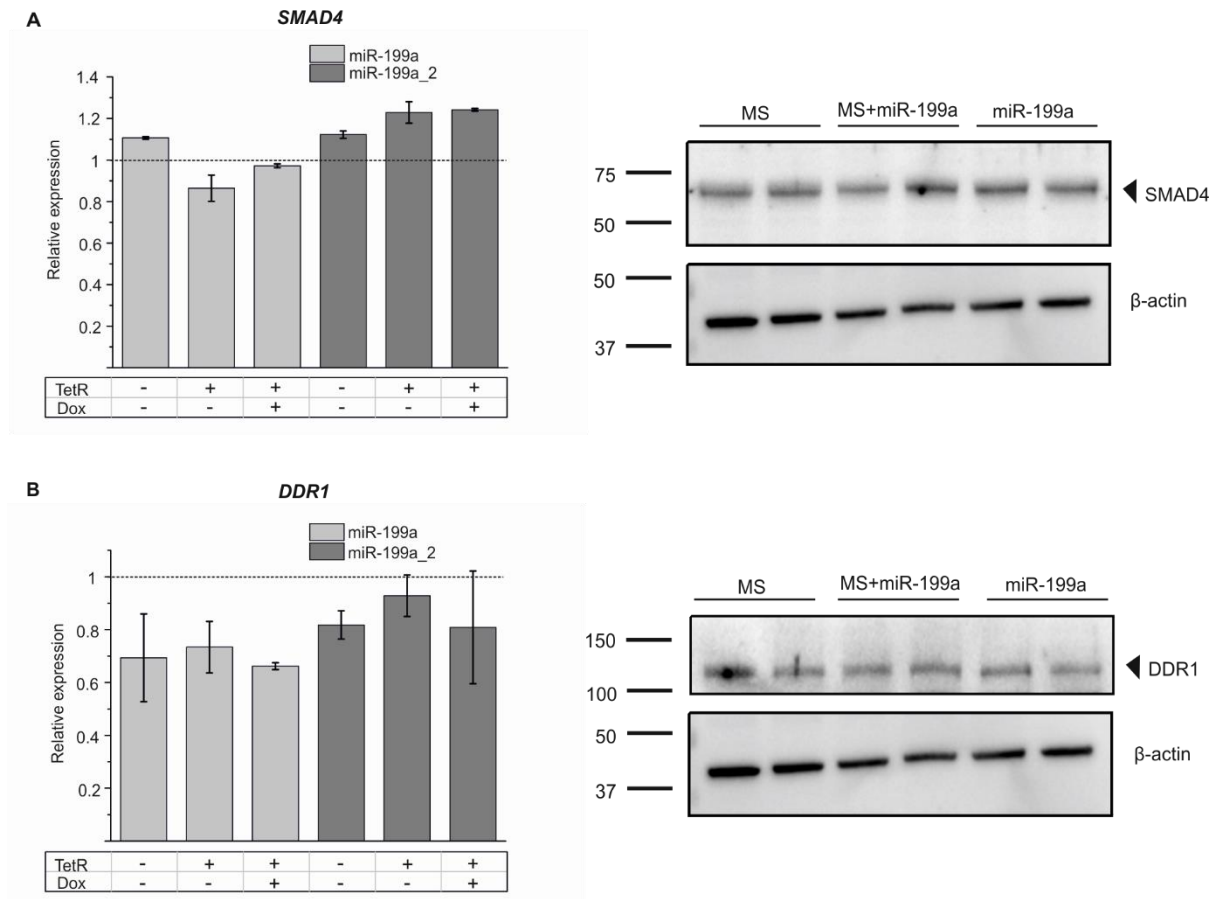 A
SMAD4
miR-199a
miR-199a_2
Relative expression
1.4
1.2
1
0.8
0.6
0.4
0.2
TetR - + + - + +
Dox - - + - - +
MS MS+miR-199a miR-199a
75
50
SMAD4
50
37
β-actin
B
DDR1
miR-199a
miR-199a_2
Relative expression
1
0.8
0.6
0.4
0.2
TetR - + + - + +
Dox - - + - - +
MS MS+miR-199a miR-199a
150
100
DDR1
50
37
β-actin